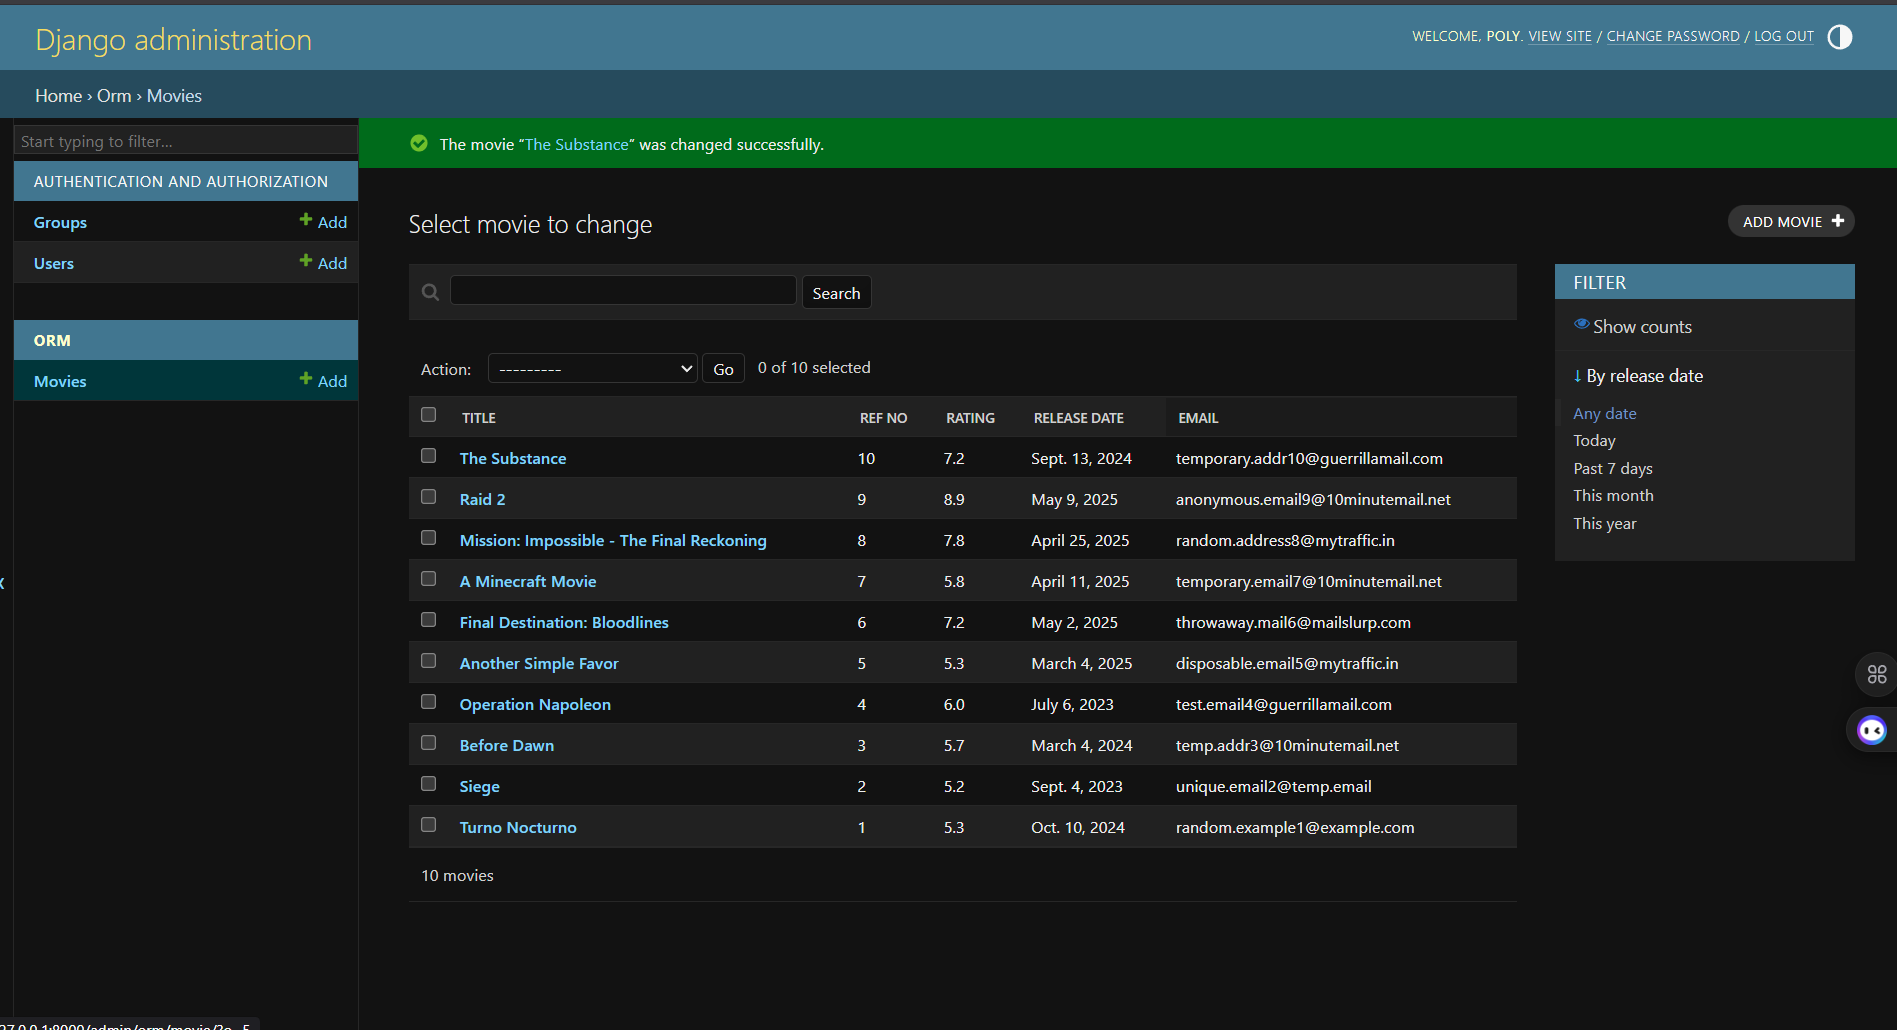 Django administration
WELCOME, POLY. VIEW SITE / CHANGE PASSWORD / LOG OUT
Home › Orm › Movies
Start typing to filter...
The movie “The Substance” was changed successfully.
AUTHENTICATION AND AUTHORIZATION
Groups Add
Users Add
ORM
Movies Add
Select movie to change
ADD MOVIE
Search
Action: --------- Go 0 of 10 selected
TITLE REF NO RATING RELEASE DATE EMAIL
The Substance 10 7.2 Sept. 13, 2024 temporary.addr10@guerrillamail.com
Raid 2 9 8.9 May 9, 2025 anonymous.email9@10minutemail.net
Mission: Impossible - The Final Reckoning 8 7.8 April 25, 2025 random.address8@mytraffic.in
A Minecraft Movie 7 5.8 April 11, 2025 temporary.email7@10minutemail.net
Final Destination: Bloodlines 6 7.2 May 2, 2025 throwaway.mail6@mailslurp.com
Another Simple Favor 5 5.3 March 4, 2025 disposable.email5@mytraffic.in
Operation Napoleon 4 6.0 July 6, 2023 test.email4@guerrillamail.com
Before Dawn 3 5.7 March 4, 2024 temp.addr3@10minutemail.net
Siege 2 5.2 Sept. 4, 2023 unique.email2@temp.email
Turno Nocturno 1 5.3 Oct. 10, 2024 random.example1@example.com
10 movies
FILTER
Show counts
↓ By release date
Any date
Today
Past 7 days
This month
This year